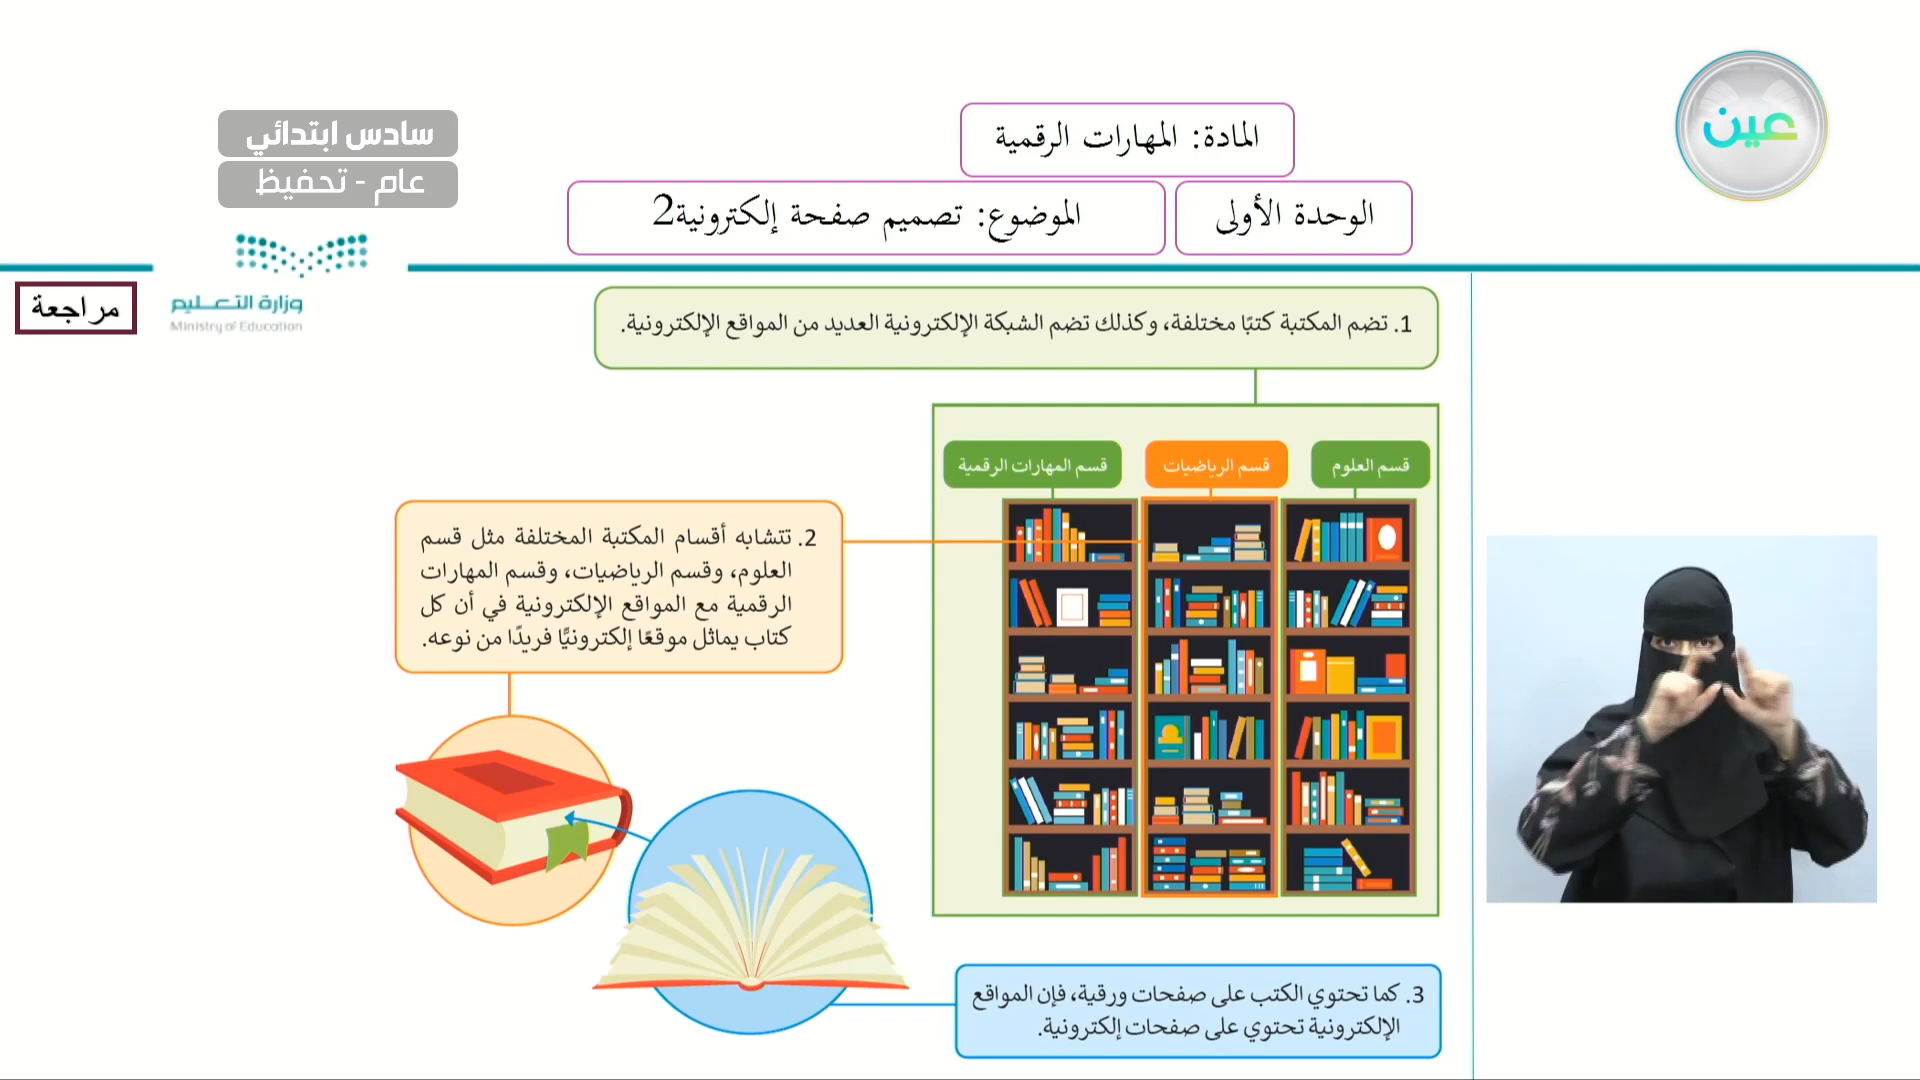 عين
المادة: المهارات الرقمية
سادس ابتدائي
عام - تحفيظ
الوحدة الأولى
الموضوع: تصميم صفحة إلكترونية2
وزارة التعليم
Ministry of Education
مراجعة
1. تضم المكتبة كتبًا مختلفة، وكذلك تضم الشبكة الإلكترونية العديد من المواقع الإلكترونية.
قسم العلوم
قسم الرياضيات
قسم المهارات الرقمية
2. تتشابه أقسام المكتبة المختلفة مثل قسم
العلوم، وقسم الرياضيات، وقسم المهارات
الرقمية مع المواقع الإلكترونية في أن كل
كتاب يماثل موقعًا إلكترونيًّا فريدًا من نوعه.
3. كما تحتوي الكتب على صفحات ورقية، فإن المواقع
الإلكترونية تحتوي على صفحات إلكترونية.